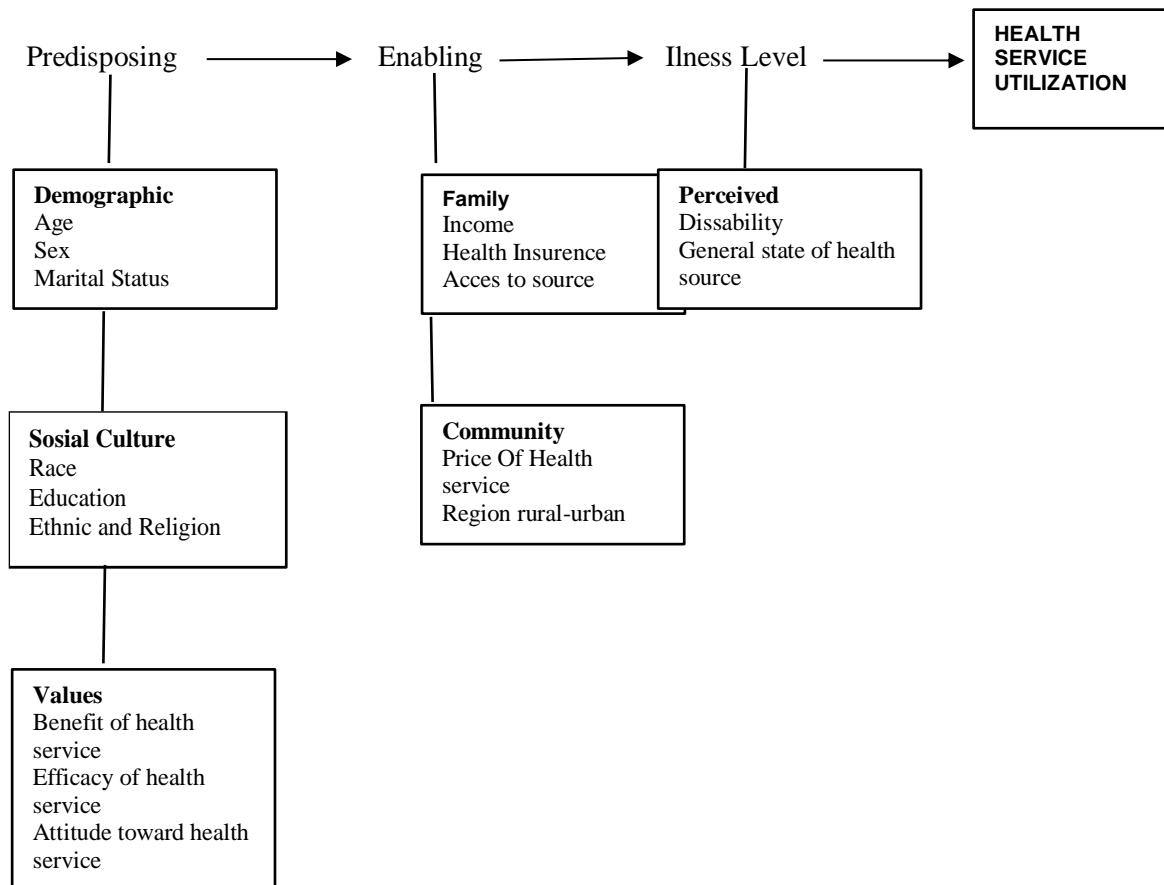 Predisposing
Enabling
Ilness Level
HEALTH
SERVICE
UTILIZATION
Demographic
Age
Sex
Marital Status
Family
Income
Health Insurence
Acces to source
Perceived
Dissability
General state of health
source
Sosial Culture
Race
Education
Ethnic and Religion
Community
Price Of Health
service
Region rural-urban
Values
Benefit of health
service
Efficacy of health
service
Attitude toward health
service